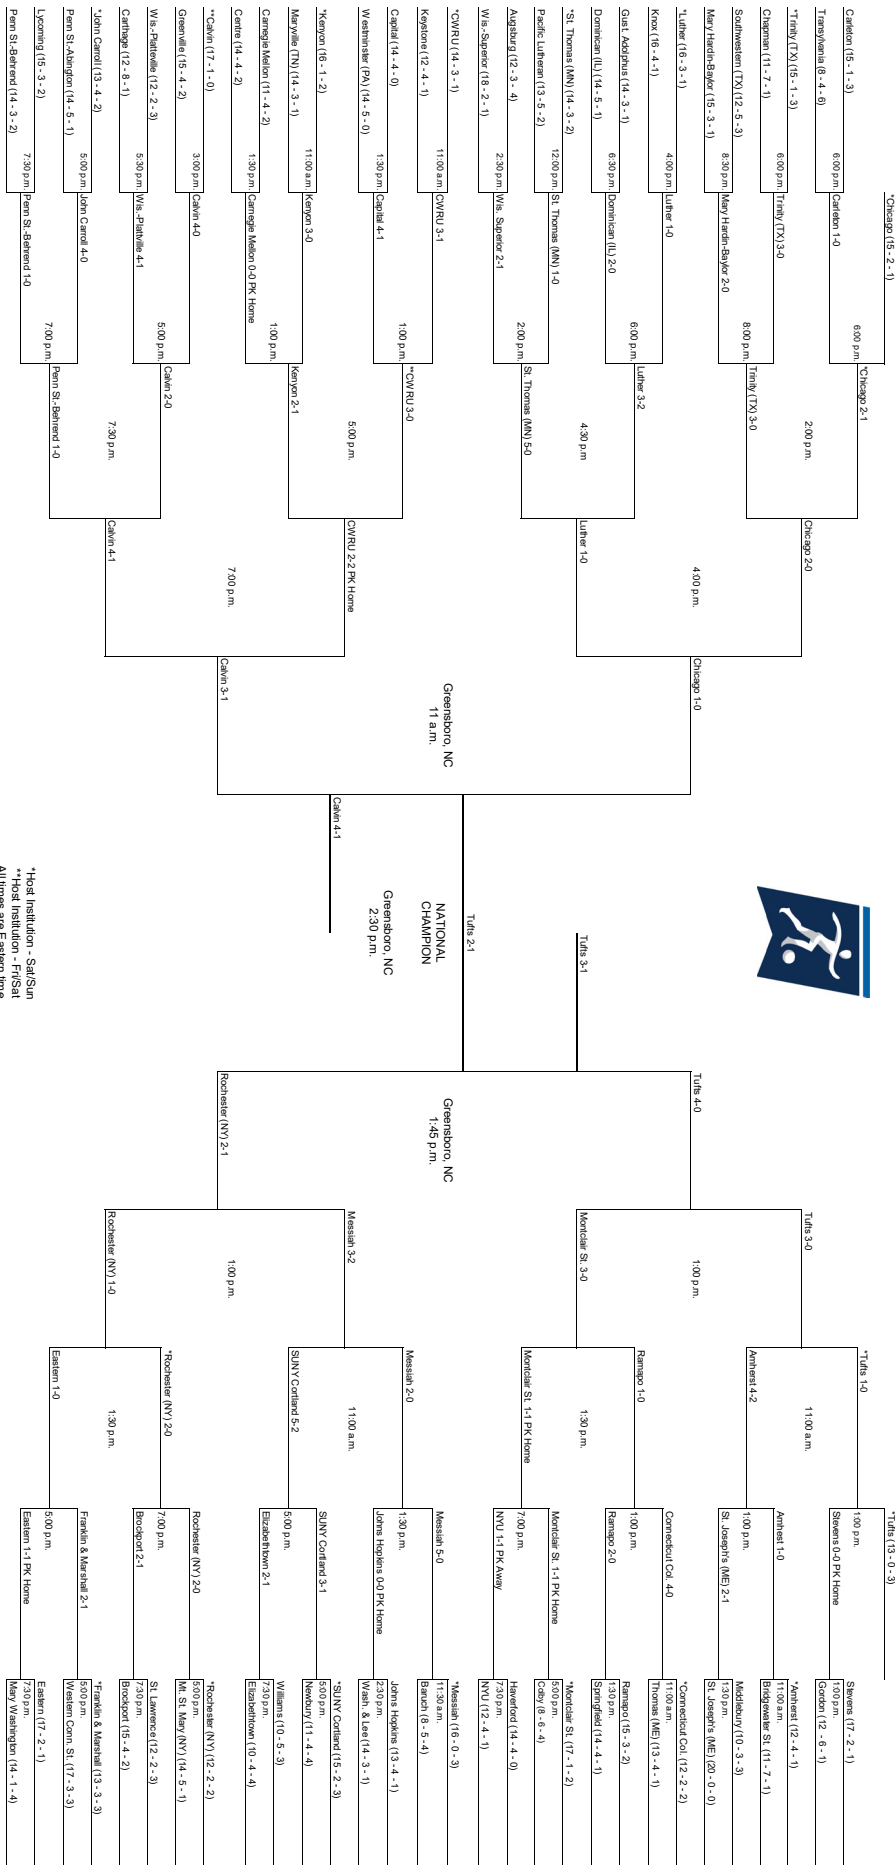 *Chicago (15 - 2 - 1)
Carleton (15 - 1 - 3)
6:00 p.m.
Transylvania (8 - 4 - 6)
*Trinity (TX) (15 - 1 - 3)
6:00 p.m.
Chapman (11 - 7 - 1)
Southwestern (TX) (12 - 5 - 3)
8:30 p.m.
Mary Hardin-Baylor (15 - 3 - 1)
*Luther (16 - 3 - 1)
4:00 p.m.
Knox (16 - 4 -1)
Gust. Adolphus (14 - 3 - 1)
6:30 p.m.
Dominican (IL) (14 - 5 - 1)
*St. Thomas (MN) (14 - 3 - 2)
12:00 p.m.
Pacific Lutheran (13 - 5 - 2)
Augsburg (12 - 3 - 4)
2:30 p.m.
Wis.-Superior (18 - 2 - 1)
*CWRU (14 - 3 - 1)
11:00 a.m.
Keystone (12 - 4 - 1)
Capital (14 - 4 - 0)
1:30 p.m.
Westminster (PA) (14 - 5 - 0)
*Kenyon (16 - 1 - 2)
11:00 a.m.
Maryville (TN) (14 - 3 - 1)
Carnegie Mellon (11 - 4 - 2)
1:30 p.m.
Centre (14 - 4 - 2)
**Calvin (17 - 1 - 0)
3:00 p.m.
Greenville (15 - 4 - 2)
Wis.-Platteville (12 - 2 - 3)
5:30 p.m.
Carthage (12 - 8 - 1)
*John Carroll (13 - 4 - 2)
5:00 p.m.
Penn St.-Abington (14 - 5 - 1)
Lycoming (15 - 3 - 2)
7:30 p.m.
Penn St.-Behrend (14 - 3 - 2)
Carleton 1-0
6:00 p.m.
Trinity (TX) 3-0
8:00 p.m.
Mary Hardin-Baylor 2-0
Luther 1-0
6:00 p.m.
Dominican (IL) 2-0
St. Thomas (MN) 1-0
2:00 p.m.
Wis. Superior 2-1
CWRU 3-1
1:00 p.m.
Capital 4-1
Kenyon 3-0
1:00 p.m.
Carnegie Mellon 0-0 PK Home
Calvin 4-0
5:00 p.m.
Wis.-Plattville 4-1
John Carroll 4-0
7:00 p.m.
Penn St.-Behrend 1-0
*Chicago 2-1
2:00 p.m.
Trinity (TX) 3-0
Luther 3-2
4:30 p.m
St. Thomas (MN) 5-0
**CWRU 3-0
5:00 p.m.
Kenyon 2-1
Calvin 2-0
7:30 p.m.
Penn St.-Behrend 1-0
Chicago 2-0
4:00 p.m.
Luther 1-0
CWRU 2-2 PK Home
7:00 p.m.
Calvin 4-1
Chicago 1-0
Greensboro, NC
11 a.m.
Calvin 3-1
Calvin 4-1
Tufts 3-1
Tufts 2-1
NATIONAL
CHAMPION
Greensboro, NC
2:30 p.m.
*Host Institution - Sat/Sun
**Host Institution - Fri/Sat
All times are Eastern time
Tufts 4-0
Greensboro, NC
1:45 p.m.
Rochester (NY) 2-1
Tufts 3-0
1:00 p.m.
Montclair St. 3-0
Messiah 3-2
1:00 p.m.
Rochester (NY) 1-0
*Tufts 1-0
11:00 a.m.
Amherst 4-2
Ramapo 1-0
1:30 p.m.
Montclair St. 1-1 PK Home
Messiah 2-0
11:00 a.m.
SUNY Cortland 5-2
*Rochester (NY) 2-0
1:30 p.m.
Eastern 1-0
*Tufts (13 - 0 - 3)
1:00 p.m.
Stevens 0-0 PK Home
Amhest 1-0
1:00 p.m.
St. Joseph's (ME) 2-1
Connecticut Col. 4-0
1:00 p.m.
Ramapo 2-0
Montclair St. 1-1 PK Home
7:00 p.m.
NYU 1-1 PK Away
Messiah 5-0
1:30 p.m.
Johns Hopkins 0-0 PK Home
SUNY Cortland 3-1
5:00 p.m.
Elizabethtown 2-1
Rochester (NY) 2-0
7:00 p.m.
Brockport 2-1
Franklin & Marshall 2-1
5:00 p.m.
Eastern 1-1 PK Home
Stevens (17 - 2 - 1)
1:00 p.m.
Gordon (12 - 6 - 1)
*Amherst (12 - 4 - 1)
11:00 a.m.
Bridgewater St. (11 - 7 - 1)
Middlebury (10 - 3 - 3)
1:30 p.m.
St. Joseph's (ME) (20 - 0 - 0)
*Connecticut Col. (12 - 2 - 2)
11:00 a.m.
Thomas (ME) (13 - 4 - 1)
Ramapo (15 - 3 - 2)
1:30 p.m.
Springfield (14 - 4 - 1)
*Montclair St. (17 - 1 - 2)
5:00 p.m.
Colby (8 - 6 - 4)
Haverford (14 - 4 - 0)
7:30 p.m.
NYU (12 - 4 - 1)
*Messiah (16 - 0 - 3)
11:30 a.m.
Baruch (8 - 5 - 4)
Johns Hopkins (13 - 4 - 1)
2:30 p.m.
Wash. & Lee (14 - 3 - 1)
*SUNY Cortland (15 - 2 - 3)
5:00 p.m.
Newbury (11 - 4 - 4)
Williams (10 - 5 - 3)
7:30 p.m.
Elizabethtown (10 - 4 - 4)
*Rochester (NY) (12 - 2 - 2)
5:00 p.m.
Mt. St. Mary (NY) (14 - 5 - 1)
St. Lawrence (12 - 2 - 3)
7:30 p.m.
Brockport (15 - 4 - 2)
*Franklin & Marshall (13 - 3 - 3)
5:00 p.m.
Western Conn. St. (17 - 3 - 3)
Eastern (17 - 2 - 1)
7:30 p.m.
Mary Washington (14 - 1 - 4)